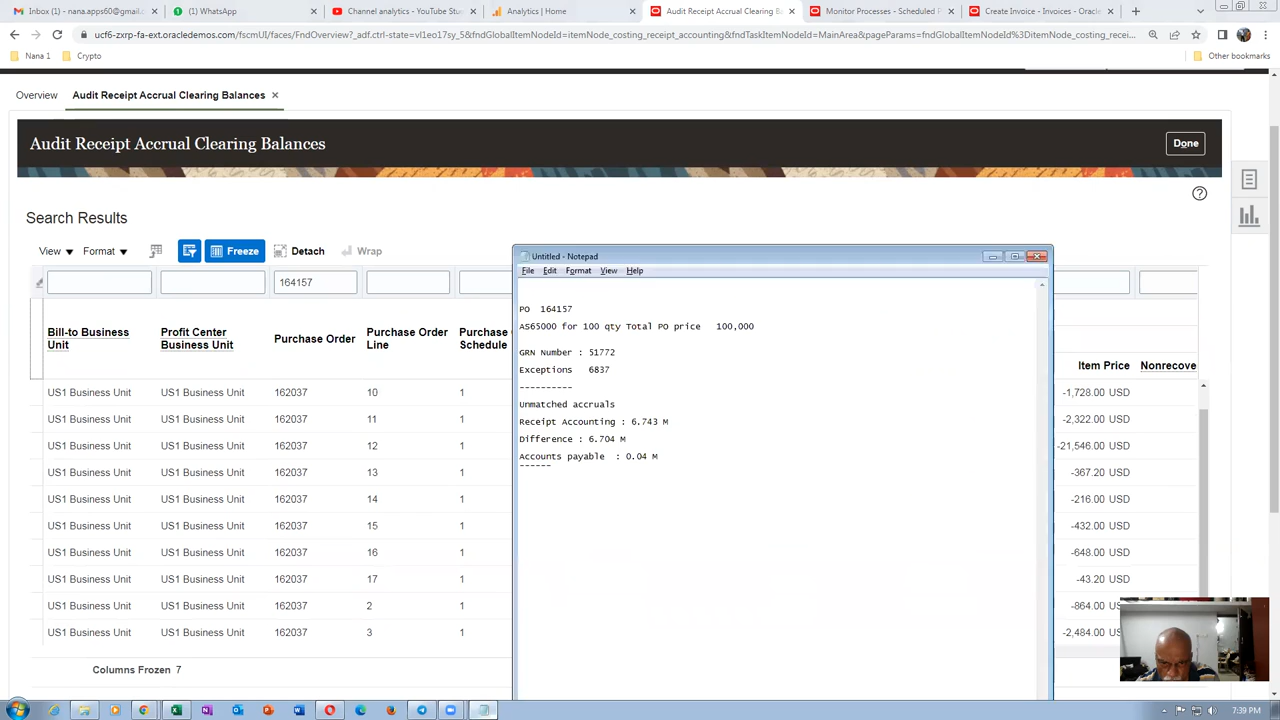 Inbox (1) - nana.apps60@gmail.c
(1) WhatsApp
Channel analytics - YouTube Stu
Analytics | Home
Audit Receipt Accrual Clearing Ba
Monitor Processes - Scheduled P
Create Invoice - Invoices - Oracl
ucf6-zxrp-fa-ext.oracledemos.com/fscmUI/faces/FndOverview?_adf.ctrl-state=vl1eo17sy_5&fndGlobalItemNodeId=itemNode_costing_receipt_accounting&fndTaskItemNodeId=MainArea&pageParams=fndGlobalItemNodeId%3DitemNode_costing_recei...
Nana 1
Crypto
Other bookmarks
Overview
Audit Receipt Accrual Clearing Balances
Audit Receipt Accrual Clearing Balances
Done
Search Results
View Format Freeze Detach Wrap
164157
Bill-to Business Unit
Profit Center Business Unit
Purchase Order
Purchase Order Line
Purchase O
Schedule
Item Price
Nonrecove
US1 Business Unit US1 Business Unit 162037 10 1 -1,728.00 USD
US1 Business Unit US1 Business Unit 162037 11 1 -2,322.00 USD
US1 Business Unit US1 Business Unit 162037 12 1 -21,546.00 USD
US1 Business Unit US1 Business Unit 162037 13 1 -367.20 USD
US1 Business Unit US1 Business Unit 162037 14 1 -216.00 USD
US1 Business Unit US1 Business Unit 162037 15 1 -432.00 USD
US1 Business Unit US1 Business Unit 162037 16 1 -648.00 USD
US1 Business Unit US1 Business Unit 162037 17 1 -43.20 USD
US1 Business Unit US1 Business Unit 162037 2 1 -864.00 USD
US1 Business Unit US1 Business Unit 162037 3 1 -2,484.00 USD
Columns Frozen 7
Untitled - Notepad
File Edit Format View Help
PO 164157
AS65000 for 100 qty Total PO price 100,000
GRN Number : 51772
Exceptions 6837
----------
Unmatched accruals
Receipt Accounting : 6.743 M
Difference : 6.704 M
Accounts payable : 0.04 M
------
7:39 PM